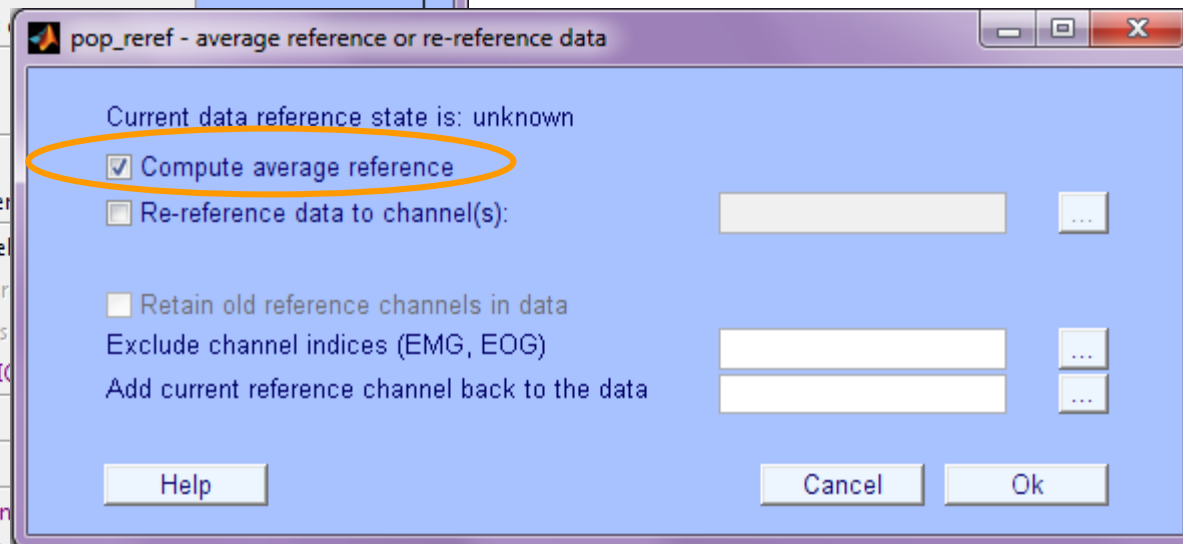 pop_reref - average reference or re-reference data
Current data reference state is: unknown
Compute average reference
Re-reference data to channel(s):
...
Retain old reference channels in data
Exclude channel indices (EMG, EOG)
...
Add current reference channel back to the data
...
Help
Cancel
Ok